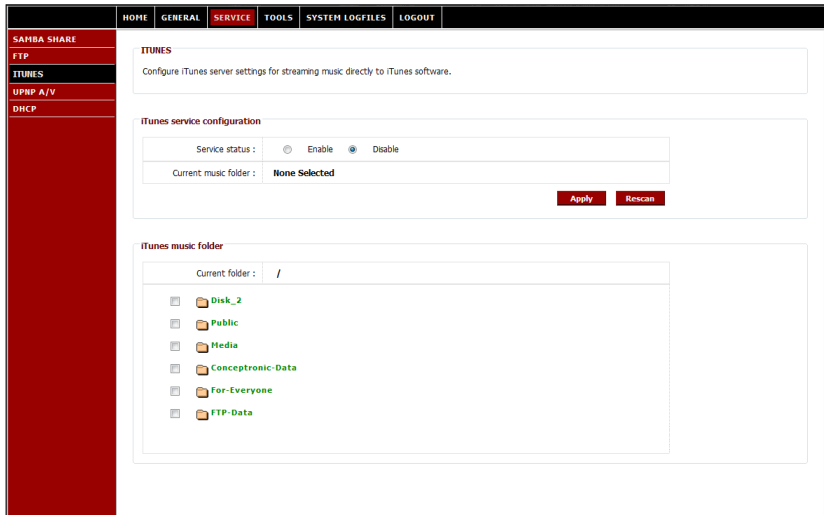 HOME GENERAL SERVICE TOOLS SYSTEM LOGFILES LOGOUT
SAMBA SHARE
FTP
ITUNES
UPNP A/V
DHCP
ITUNES
Configure iTunes server settings for streaming music directly to iTunes software.
iTunes service configuration
Service status : Enable Disable
Current music folder : None Selected
Apply Rescan
iTunes music folder
Current folder : /
Disk_2
Public
Media
Conceptronic-Data
For-Everyone
FTP-Data